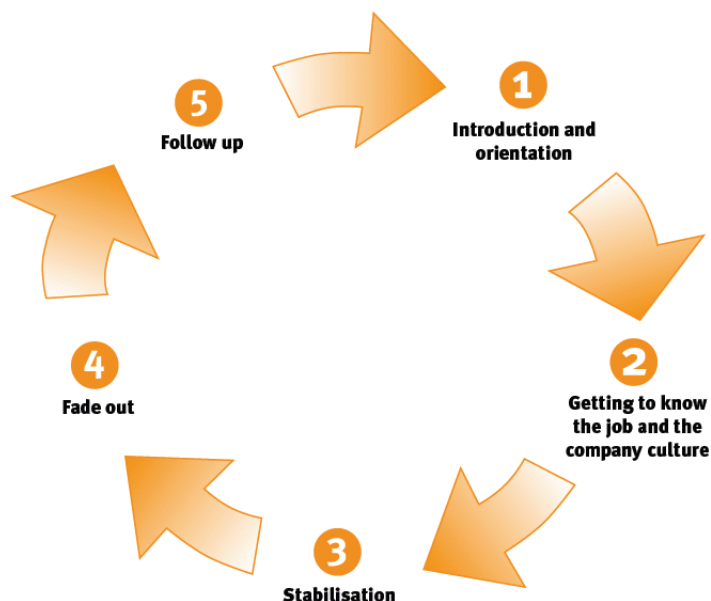 1
Introduction and
orientation
2
Getting to know
the job and the
company culture
3
Stabilisation
4
Fade out
5
Follow up